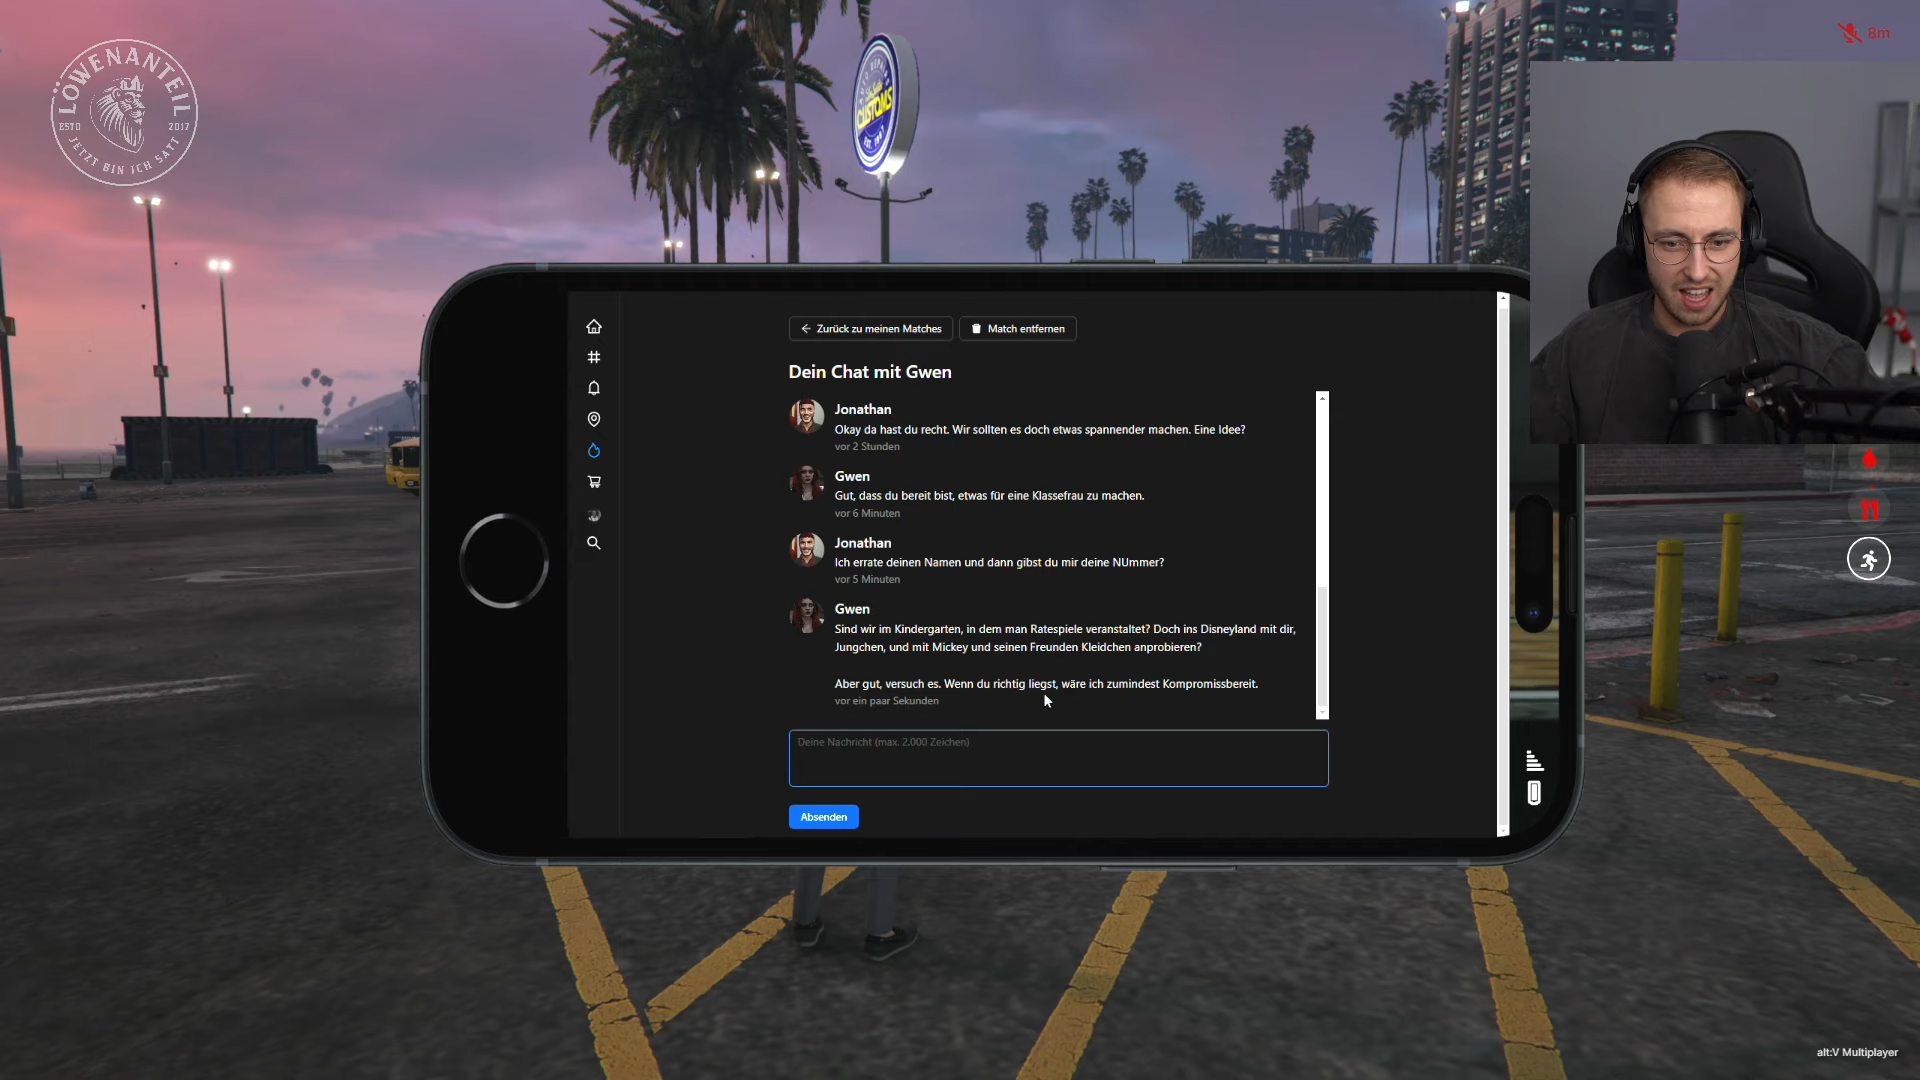 LÖWENANTEIL
ESTD 2017
JETZT BIN ICH SATT
AUTO REPAIR
CUSTOMS
8m
Zurück zu meinen Matches
Match entfernen
Dein Chat mit Gwen
Jonathan
Okay da hast du recht. Wir sollten es doch etwas spannender machen. Eine Idee?
vor 2 Stunden
Gwen
Gut, dass du bereit bist, etwas für eine Klassefrau zu machen.
vor 6 Minuten
Jonathan
Ich errate deinen Namen und dann gibst du mir deine NUmmer?
vor 5 Minuten
Gwen
Sind wir im Kindergarten, in dem man Ratespiele veranstaltet? Doch ins Disneyland mit dir,
Jungchen, und mit Mickey und seinen Freunden Kleidchen anprobieren?
Aber gut, versuch es. Wenn du richtig liegst, wäre ich zumindest Kompromissbereit.
vor ein paar Sekunden
Deine Nachricht (max. 2.000 Zeichen)
Absenden
alt:V Multiplayer